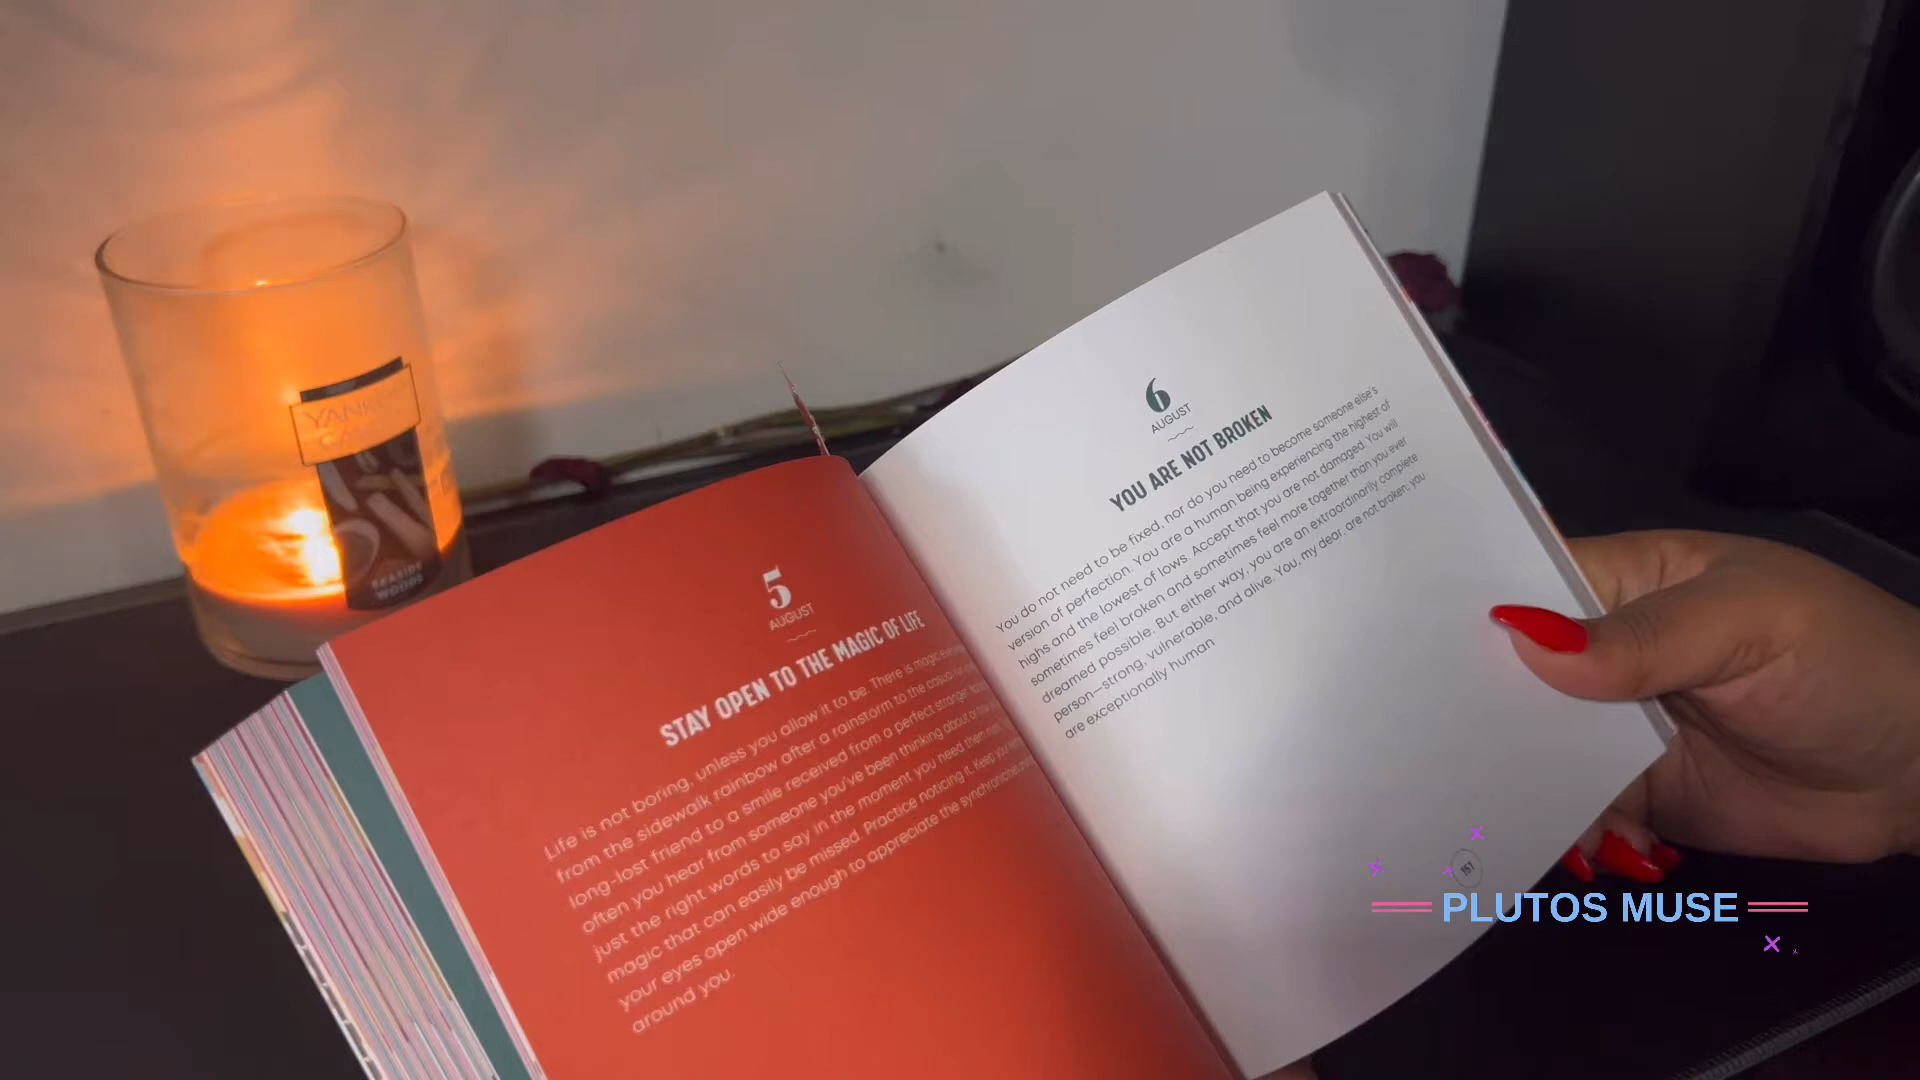 YANKEE
CANDLE
SEASIDE
WOODS
5
AUGUST
STAY OPEN TO THE MAGIC OF LIFE
Life is not boring, unless you allow it to be. There is magic
from the sidewalk rainbow after a rainstorm to the casual
long-lost friend to a smile received from a perfect stranger.
often you hear from someone you've been thinking about or
just the right words to say in the moment you need them
magic that can easily be missed. Practice noticing it. Keep
your eyes open wide enough to appreciate the synchronicities
around you.
6
AUGUST
YOU ARE NOT BROKEN
You do not need to be fixed, nor do you need to become someone else's
version of perfection. You are a human being experiencing the highest of
highs and the lowest of lows. Accept that you are not damaged. You will
sometimes feel broken and sometimes feel more together than you ever
dreamed possible. But either way, you are an extraordinarily complete
person—strong, vulnerable, and alive. You, my dear, are not broken; you
are exceptionally human
157
PLUTOS MUSE